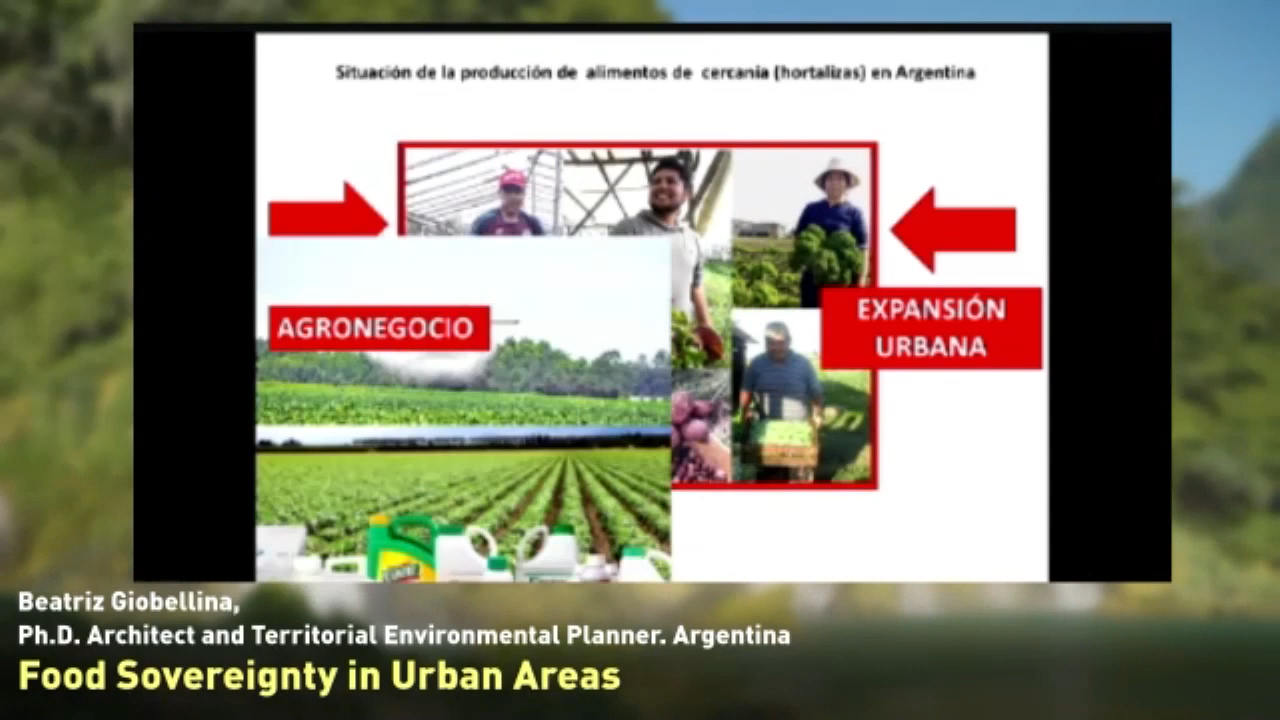 Situación de la producción de alimentos de cercanía (hortalizas) en Argentina
AGRONEGOCIO
EXPANSIÓN
URBANA
Beatriz Giobellina,
Ph.D. Architect and Territorial Environmental Planner. Argentina
Food Sovereignty in Urban Areas